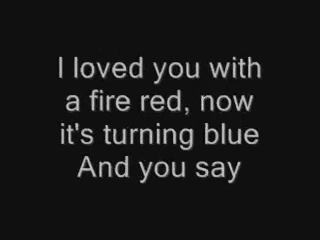 I loved you with
a fire red, now
it's turning blue
And you say